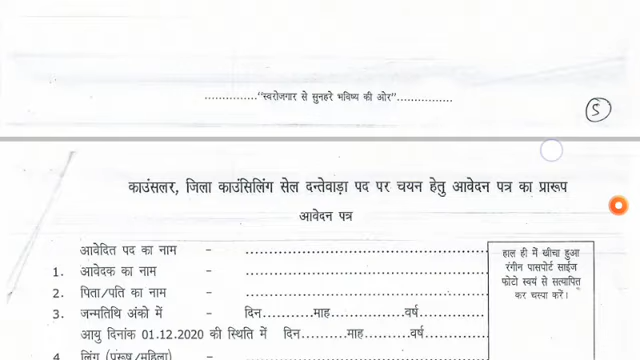 ..............."स्वरोजगार से सुनहरे भविष्य की ओर"...............
5
काउंसलर, जिला काउंसिलिंग सेल दन्तेवाड़ा पद पर चयन हेतु आवेदन पत्र का प्रारूप
आवेदन पत्र
आवेदित पद का नाम – ................................................
1. आवेदक का नाम – ................................................
2. पिता/पति का नाम – ................................................
3. जन्मतिथि अंको में – दिन............माह..................वर्ष..............
आयु दिनांक 01.12.2020 की स्थिति में दिन............माह............वर्ष..............
4. लिंग (पुरूष/महिला) – ................................................
हाल ही में खींचा हुआ
रंगीन पासपोर्ट साईज
फोटो स्वयं से सत्यापित
कर चस्पा करें।